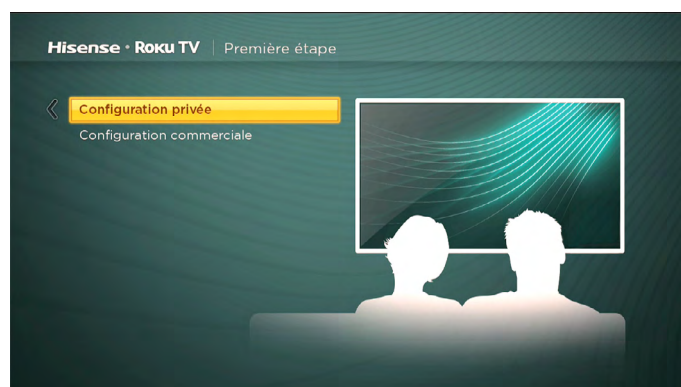 Hisense • Roku TV | Première étape
Configuration privée
Configuration commerciale